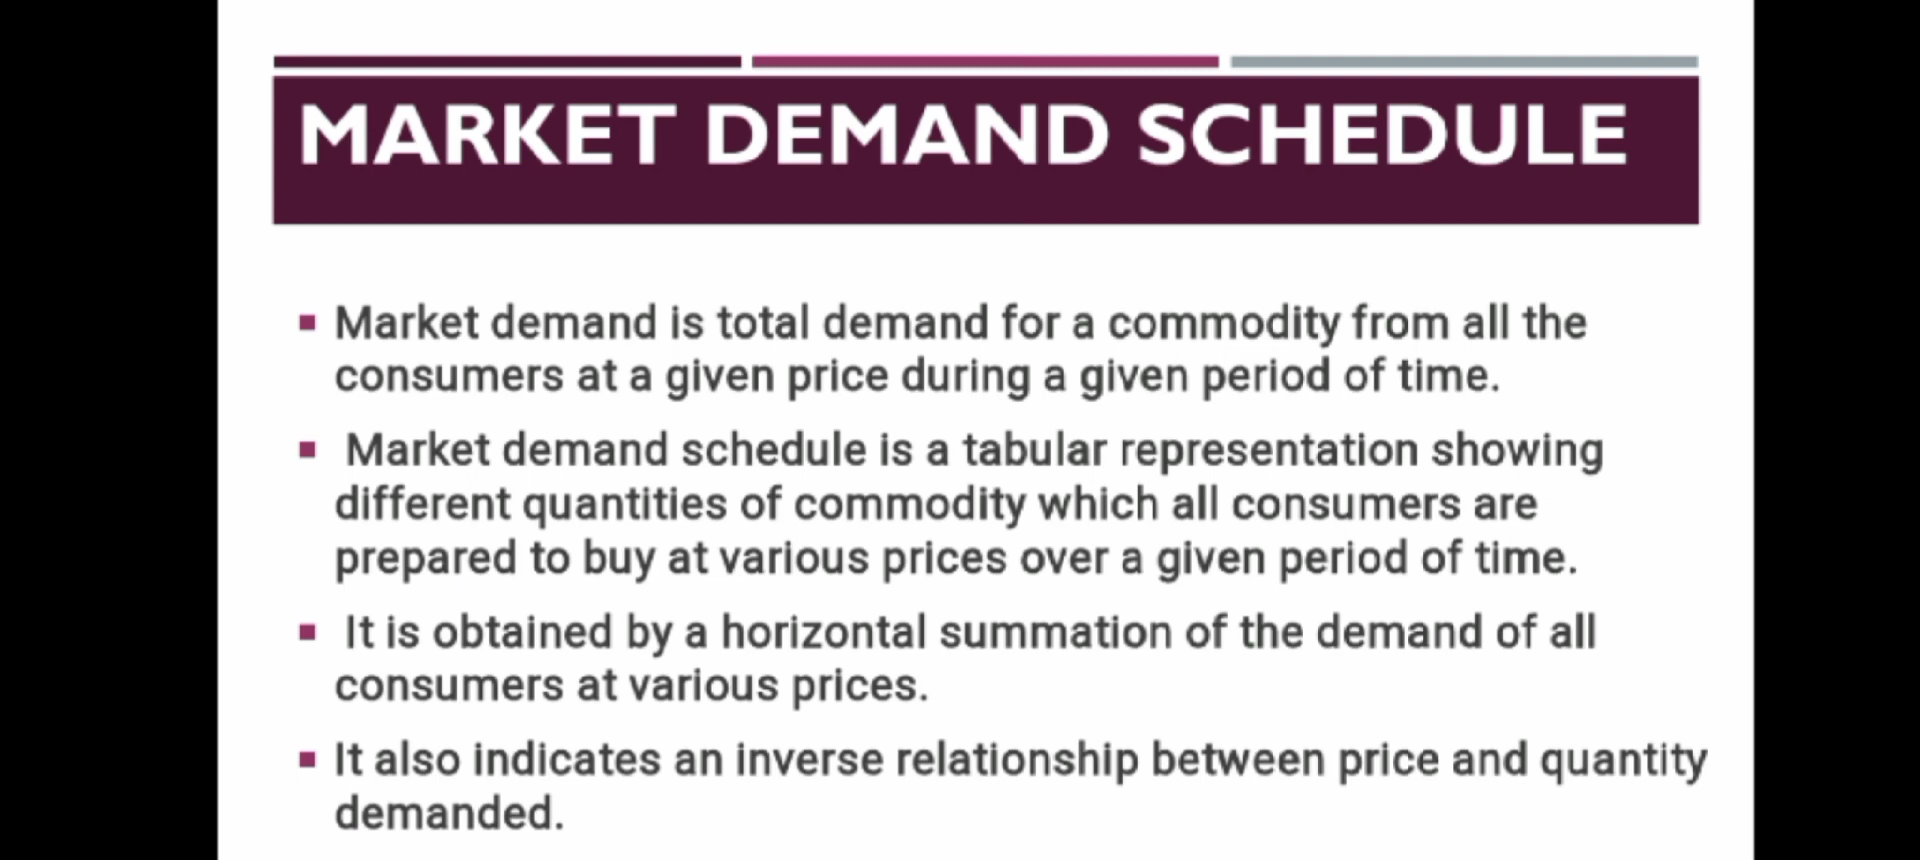 MARKET DEMAND SCHEDULE
Market demand is total demand for a commodity from all the
consumers at a given price during a given period of time.
Market demand schedule is a tabular representation showing
different quantities of commodity which all consumers are
prepared to buy at various prices over a given period of time.
It is obtained by a horizontal summation of the demand of all
consumers at various prices.
It also indicates an inverse relationship between price and quantity
demanded.